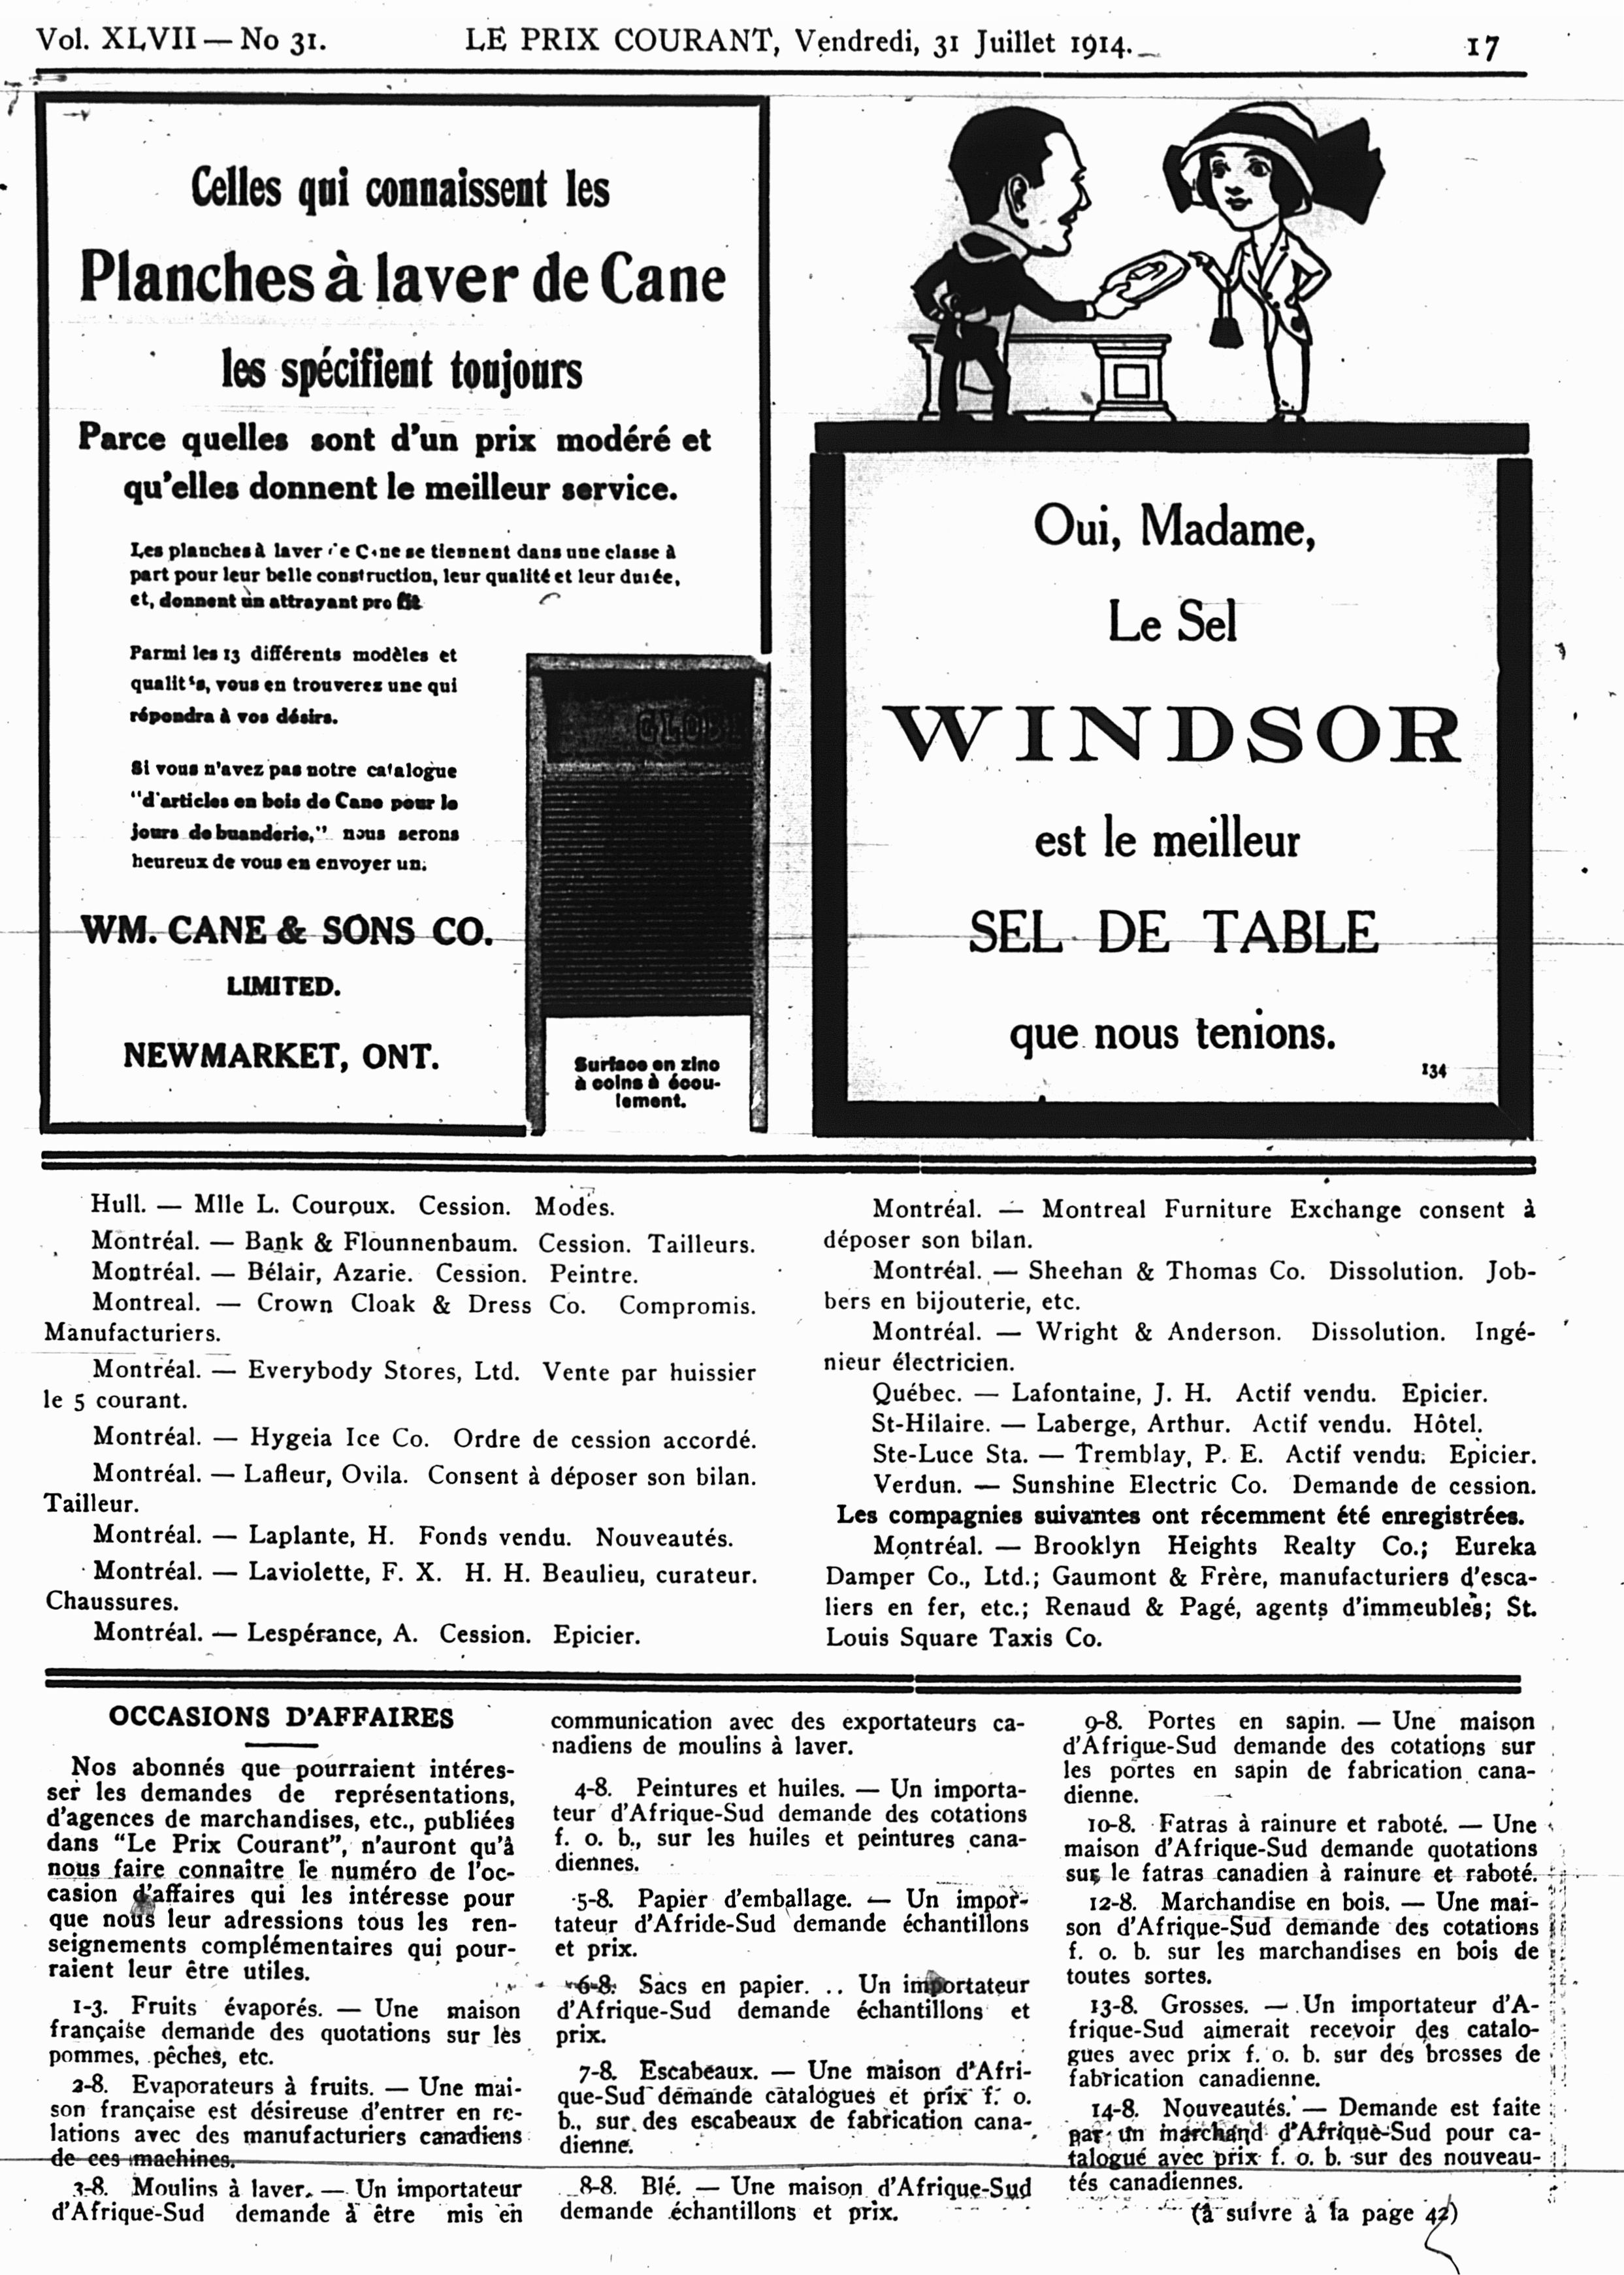 Vol. XLVII — No 31.
LE PRIX COURANT, Vendredi, 31 Juillet 1914.
17
Celles qui connaissent les
Planches à laver de Cane
les spécifient toujours
Parce quelles sont d'un prix modéré et
qu'elles donnent le meilleur service.
Les planches à laver de Cane se tiennent dans une classe à
part pour leur belle construction, leur qualité et leur durée,
et, donnent un attrayant profit
Parmi les 13 différents modèles et
qualités, vous en trouverez une qui
répondra à vos désirs.
Si vous n'avez pas notre catalogue
"d'articles en bois de Cane pour le
jours de buanderie," nous serons
heureux de vous en envoyer un.
WM. CANE & SONS CO.
LIMITED.
NEWMARKET, ONT.
GLOBE
Surface en zinc
à coins à écou-
lement.
Oui, Madame,
Le Sel
WINDSOR
est le meilleur
SEL DE TABLE
que nous tenions.
134
Hull. — Mlle L. Couroux. Cession. Modes.
Montréal. — Bank & Flounnenbaum. Cession. Tailleurs.
Montréal. — Bélair, Azarie. Cession. Peintre.
Montreal. — Crown Cloak & Dress Co. Compromis.
Manufacturiers.
Montréal. — Everybody Stores, Ltd. Vente par huissier
le 5 courant.
Montréal. — Hygeia Ice Co. Ordre de cession accordé.
Montréal. — Lafleur, Ovila. Consent à déposer son bilan.
Tailleur.
Montréal. — Laplante, H. Fonds vendu. Nouveautés.
Montréal. — Laviolette, F. X. H. H. Beaulieu, curateur.
Chaussures.
Montréal. — Lespérance, A. Cession. Epicier.
Montréal. — Montreal Furniture Exchange consent à
déposer son bilan.
Montréal. — Sheehan & Thomas Co. Dissolution. Job-
bers en bijouterie, etc.
Montréal. — Wright & Anderson. Dissolution. Ingé-
nieur électricien.
Québec. — Lafontaine, J. H. Actif vendu. Epicier.
St-Hilaire. — Laberge, Arthur. Actif vendu. Hôtel.
Ste-Luce Sta. — Tremblay, P. E. Actif vendu. Epicier.
Verdun. — Sunshine Electric Co. Demande de cession.
Les compagnies suivantes ont récemment été enregistrées.
Montréal. — Brooklyn Heights Realty Co.; Eureka
Damper Co., Ltd.; Gaumont & Frère, manufacturiers d'esca-
liers en fer, etc.; Renaud & Pagé, agents d'immeubles; St.
Louis Square Taxis Co.
OCCASIONS D'AFFAIRES
Nos abonnés que pourraient intéres-
ser les demandes de représentations,
d'agences de marchandises, etc., publiées
dans "Le Prix Courant", n'auront qu'à
nous faire connaître le numéro de l'oc-
casion d'affaires qui les intéresse pour
que nous leur adressions tous les ren-
seignements complémentaires qui pour-
raient leur être utiles.
1-3. Fruits évaporés. — Une maison
française demande des quotations sur les
pommes, pêches, etc.
2-8. Evaporateurs à fruits. — Une mai-
son française est désireuse d'entrer en re-
lations avec des manufacturiers canadiens
de ces machines.
3-8. Moulins à laver. — Un importateur
d'Afrique-Sud demande à être mis en
communication avec des exportateurs ca-
nadiens de moulins à laver.
4-8. Peintures et huiles. — Un importa-
teur d'Afrique-Sud demande des cotations
f. o. b., sur les huiles et peintures cana-
diennes.
5-8. Papier d'emballage. — Un impor-
tateur d'Afride-Sud demande échantillons
et prix.
6-8. Sacs en papier. .. Un importateur
d'Afrique-Sud demande échantillons et
prix.
7-8. Escabeaux. — Une maison d'Afri-
que-Sud demande catalogues et prix f. o.
b., sur des escabeaux de fabrication cana-
dienne.
8-8. Blé. — Une maison d'Afrique-Sud
demande échantillons et prix.
9-8. Portes en sapin. — Une maison
d'Afrique-Sud demande des cotations sur
les portes en sapin de fabrication cana-
dienne.
10-8. Fatras à rainure et raboté. — Une
maison d'Afrique-Sud demande quotations
sur le fatras canadien à rainure et raboté.
12-8. Marchandise en bois. — Une mai-
son d'Afrique-Sud demande des cotations
f. o. b. sur les marchandises en bois de
toutes sortes.
13-8. Grosses. — Un importateur d'A-
frique-Sud aimerait recevoir des catalo-
gues avec prix f. o. b. sur des brosses de
fabrication canadienne.
14-8. Nouveautés. — Demande est faite
par un marchand d'Afrique-Sud pour ca-
talogué avec prix f. o. b. sur des nouveau-
tés canadiennes.
(à suivre à la page 42)